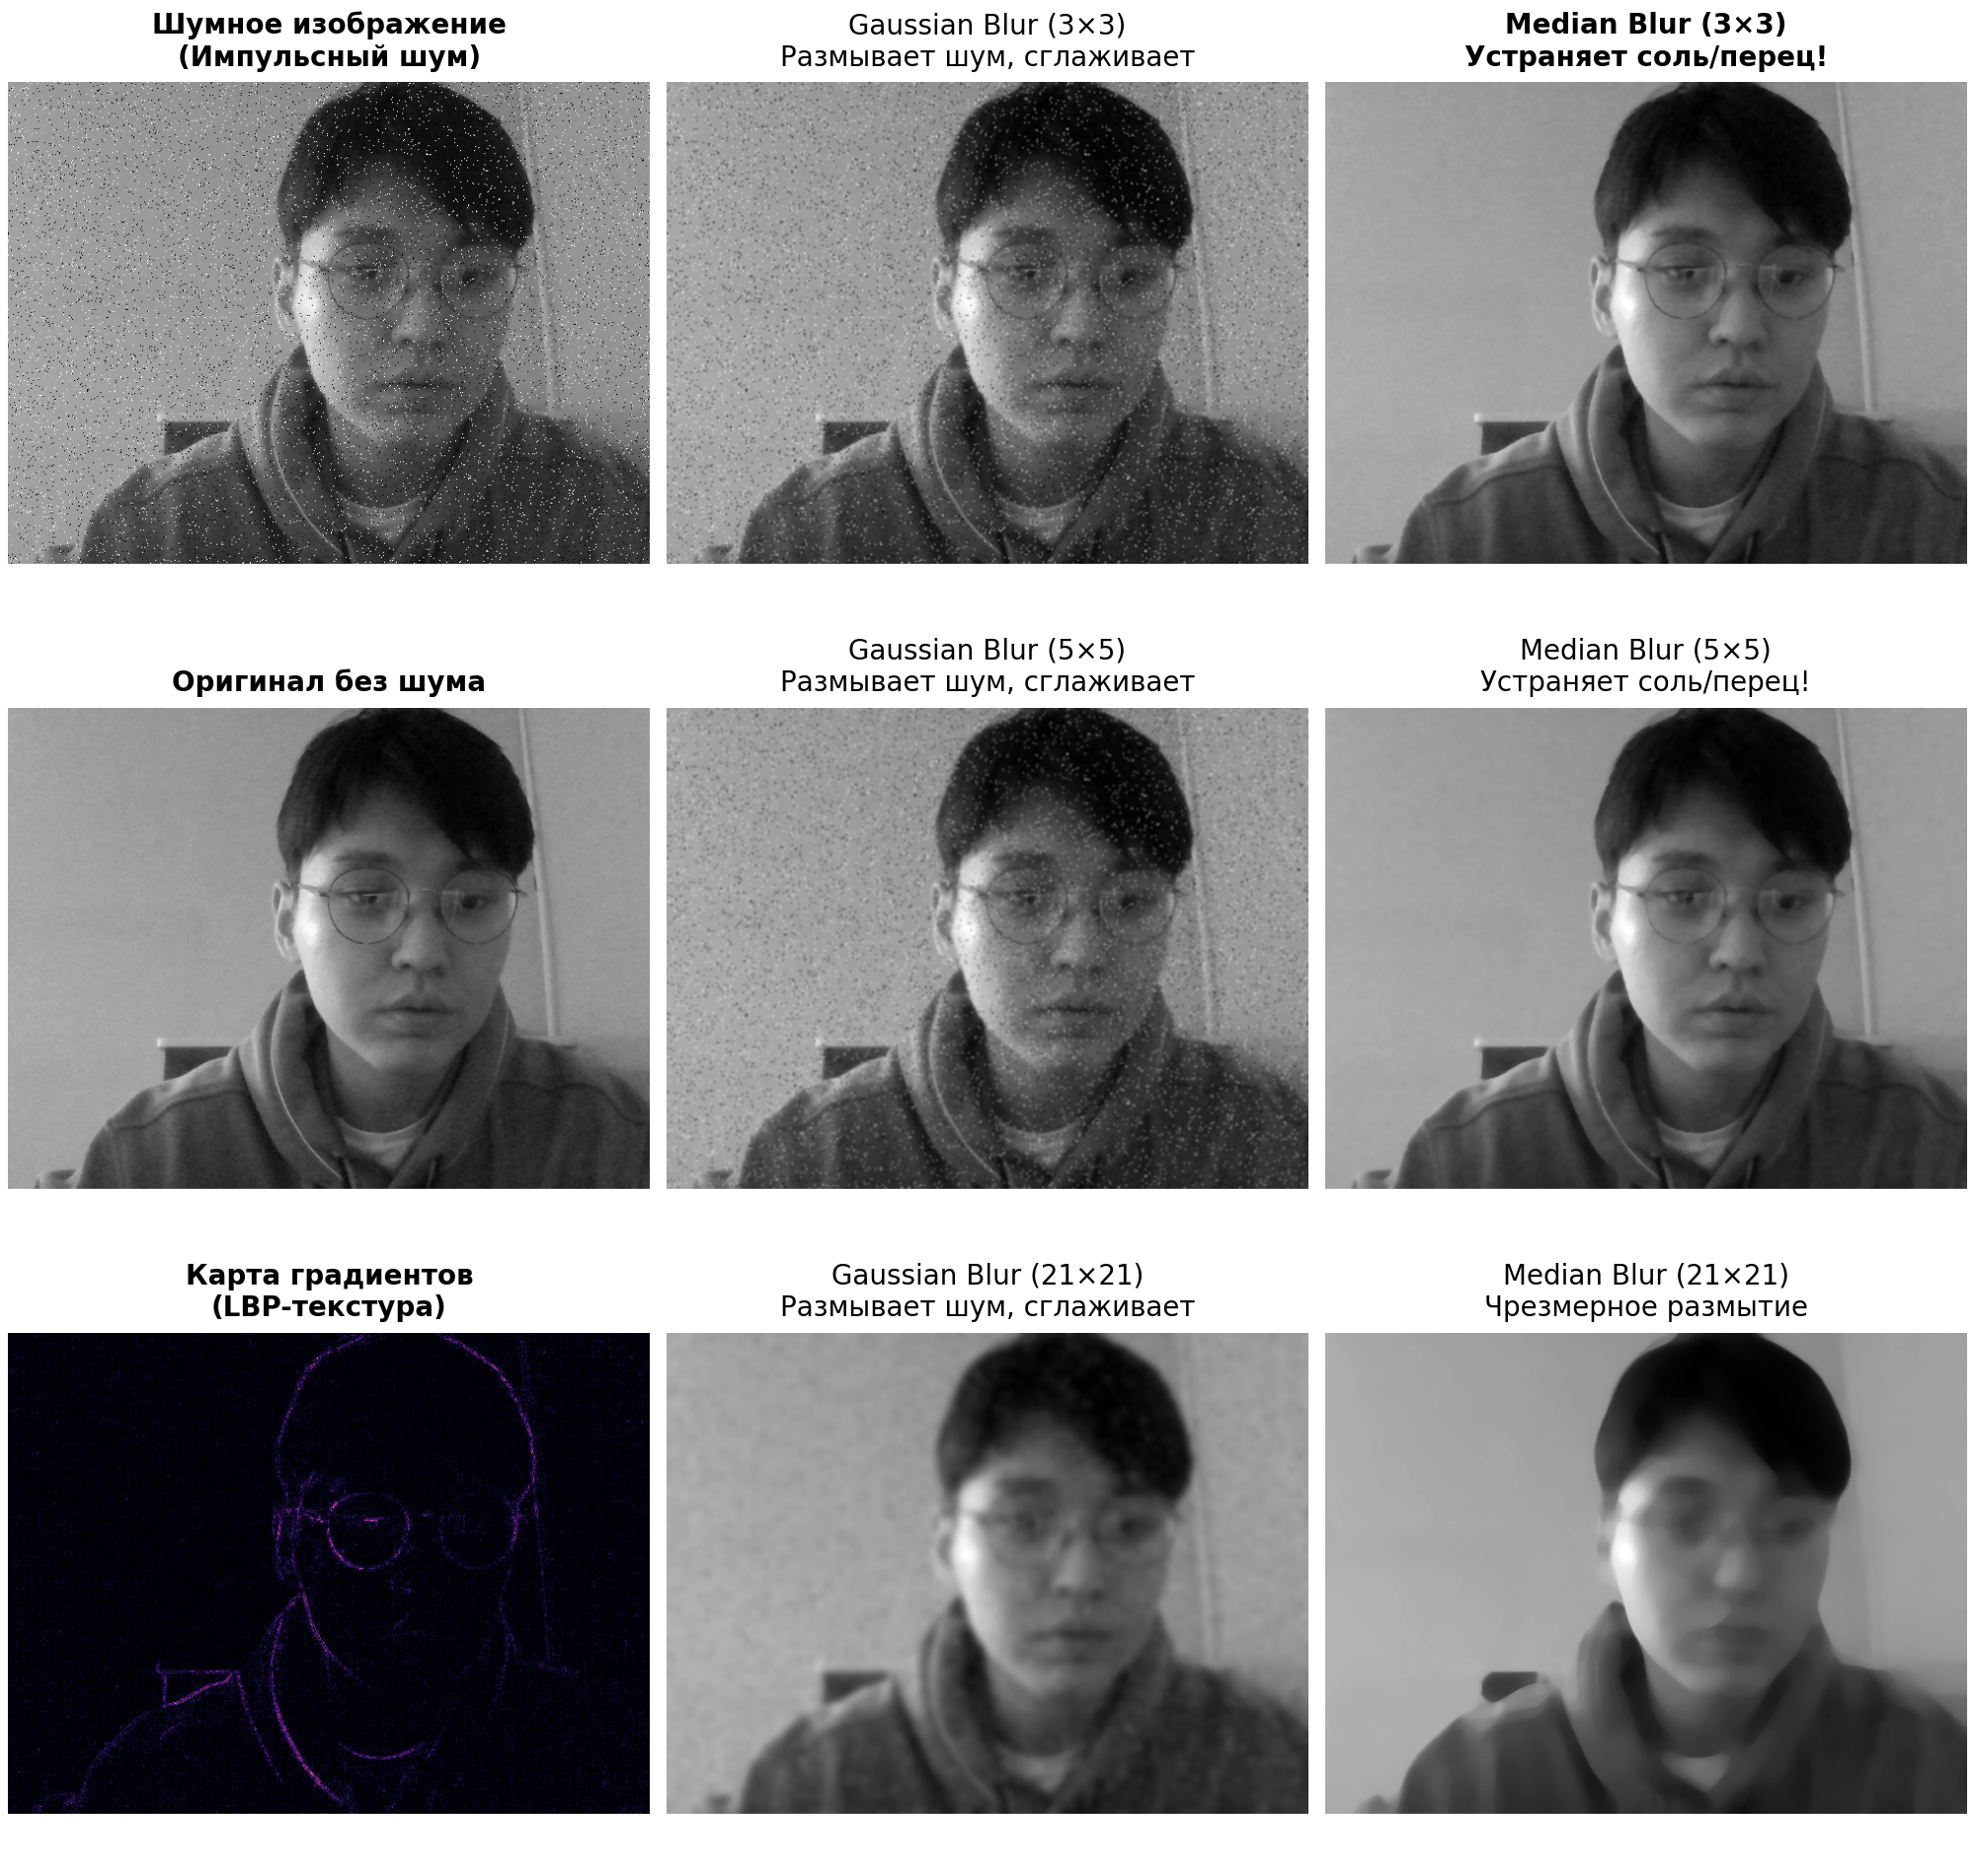 Шумное изображение
(Импульсный шум)
Gaussian Blur (3×3)
Размывает шум, сглаживает
Median Blur (3×3)
Устраняет соль/перец!
Оригинал без шума
Gaussian Blur (5×5)
Размывает шум, сглаживает
Median Blur (5×5)
Устраняет соль/перец!
Карта градиентов
(LBP-текстура)
Gaussian Blur (21×21)
Размывает шум, сглаживает
Median Blur (21×21)
Чрезмерное размытие